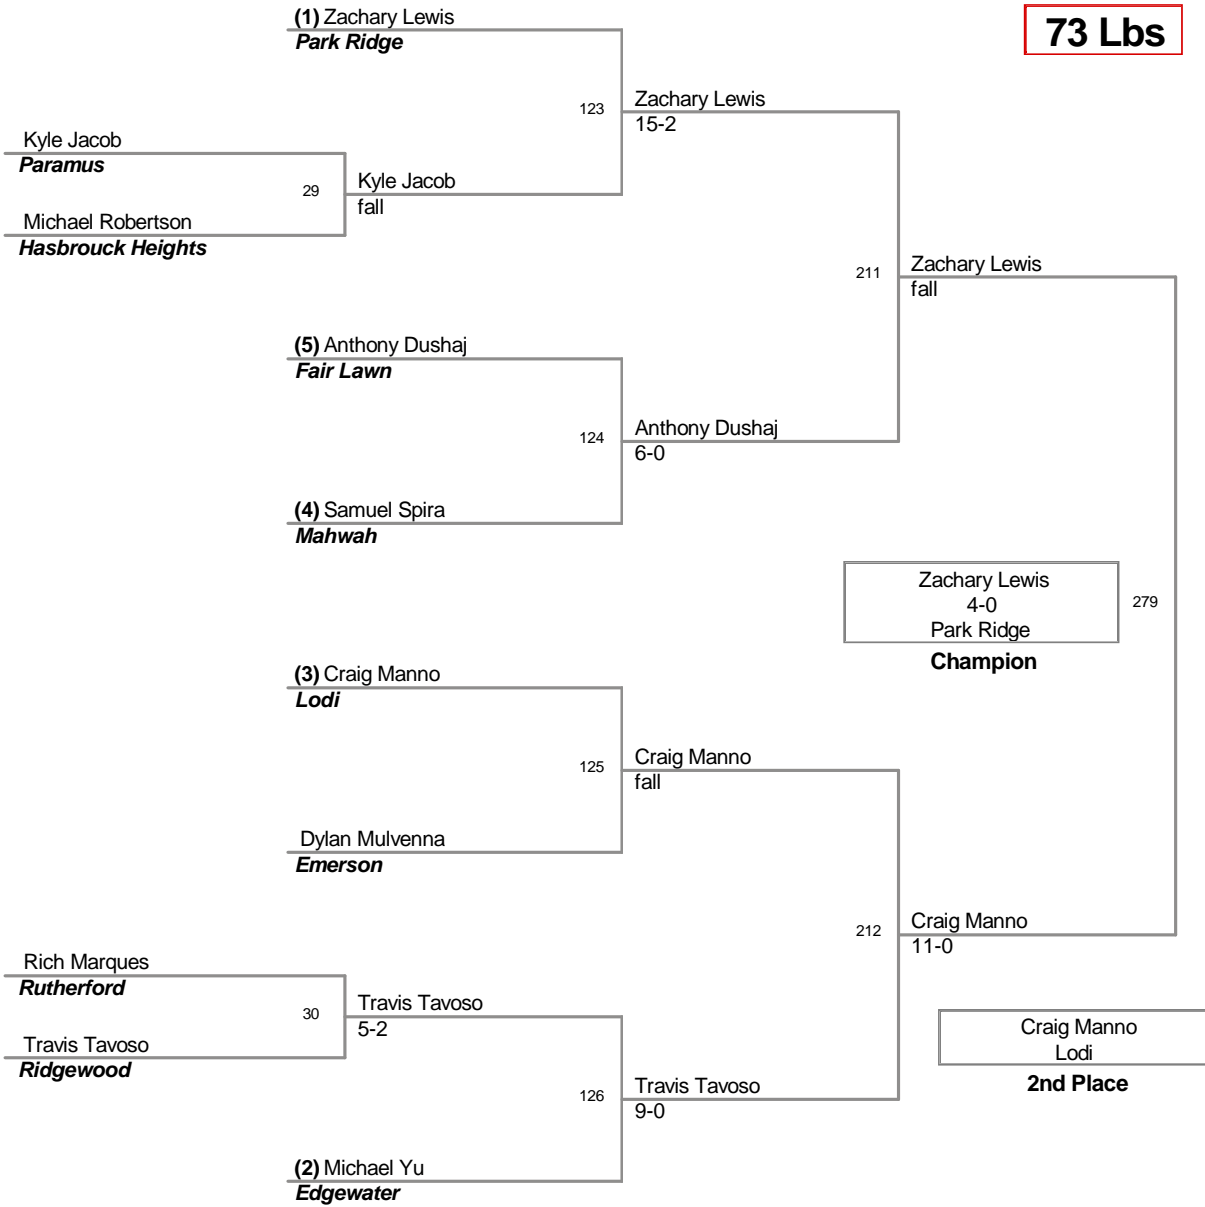 (1) Zachary Lewis
Park Ridge
73 Lbs
123
Zachary Lewis
15-2
Kyle Jacob
Paramus
29
Kyle Jacob
fall
Michael Robertson
Hasbrouck Heights
211
Zachary Lewis
fall
(5) Anthony Dushaj
Fair Lawn
124
Anthony Dushaj
6-0
(4) Samuel Spira
Mahwah
Zachary Lewis
4-0
Park Ridge
279
Champion
(3) Craig Manno
Lodi
125
Craig Manno
fall
Dylan Mulvenna
Emerson
212
Craig Manno
11-0
Rich Marques
Rutherford
30
Travis Tavoso
5-2
Travis Tavoso
Ridgewood
Craig Manno
Lodi
2nd Place
126
Travis Tavoso
9-0
(2) Michael Yu
Edgewater